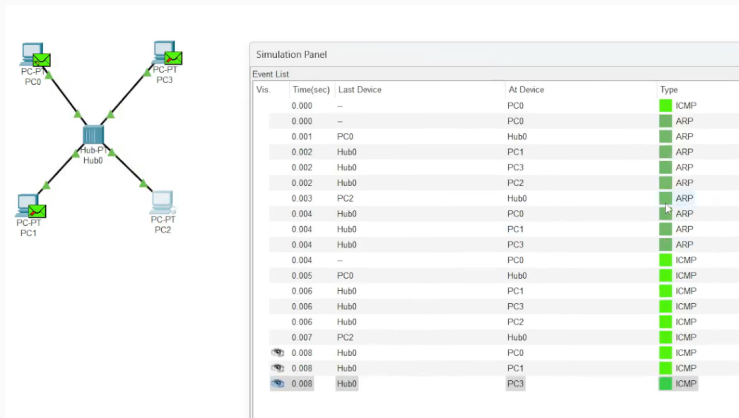 PC-PT
PC0
PC-PT
PC3
Hub-PT
Hub0
PC-PT
PC1
PC-PT
PC2
Simulation Panel
Event List
Vis. Time(sec) Last Device At Device Type
0.000 -- PC0 ICMP
0.000 -- PC0 ARP
0.001 PC0 Hub0 ARP
0.002 Hub0 PC1 ARP
0.002 Hub0 PC3 ARP
0.002 Hub0 PC2 ARP
0.003 PC2 Hub0 ARP
0.004 Hub0 PC0 ARP
0.004 Hub0 PC1 ARP
0.004 Hub0 PC3 ARP
0.004 -- PC0 ICMP
0.005 PC0 Hub0 ICMP
0.006 Hub0 PC1 ICMP
0.006 Hub0 PC3 ICMP
0.006 Hub0 PC2 ICMP
0.007 PC2 Hub0 ICMP
0.008 Hub0 PC0 ICMP
0.008 Hub0 PC1 ICMP
0.008 Hub0 PC3 ICMP